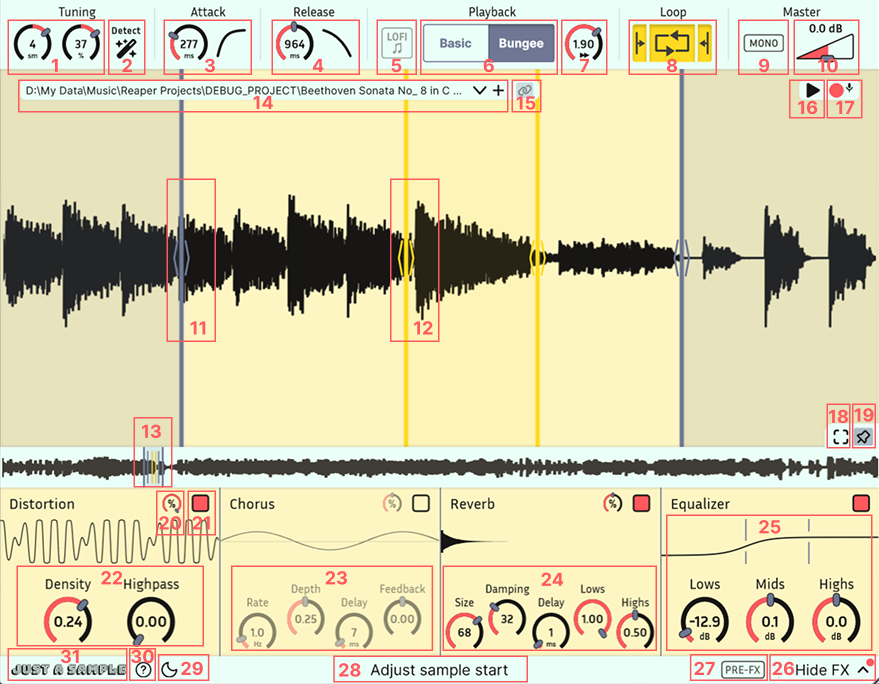 Tuning Attack Release Playback Loop Master
4 sm 37 % Detect 277 ms 964 ms LOFI Basic Bungee 1.90 MONO 0.0 dB
1 2 3 4 5 6 7 8 9 10
D:\My Data\Music\Reaper Projects\DEBUG_PROJECT\Beethoven Sonata No_ 8 in C ...
14 15 16 17
11 12
18 19
13
Distortion % Chorus % Reverb % Equalizer
20 21
25
22 23 24
Density Highpass
0.24 0.00
Rate Depth Delay Feedback
1.0 Hz 0.25 7 ms 0.00
Size Damping Delay Lows Highs
68 32 1 ms 1.00 0.50
Lows Mids Highs
-12.9 dB 0.1 dB 0.0 dB
31 30 29
JUST A SAMPLE ? 28 Adjust sample start 27 PRE-FX 26 Hide FX